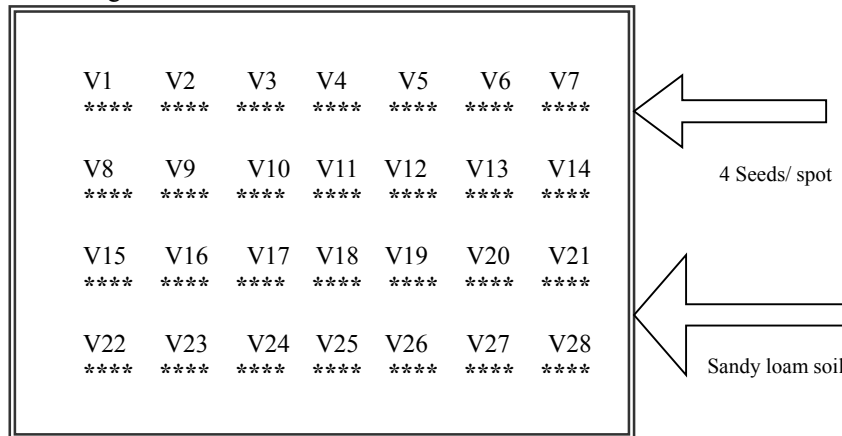 V1 V2 V3 V4 V5 V6 V7
**** **** **** **** **** **** ****
V8 V9 V10 V11 V12 V13 V14
**** **** **** **** **** **** ****
4 Seeds/ spot
V15 V16 V17 V18 V19 V20 V21
**** **** **** **** **** **** ****
V22 V23 V24 V25 V26 V27 V28
**** **** **** **** **** **** ****
Sandy loam soil